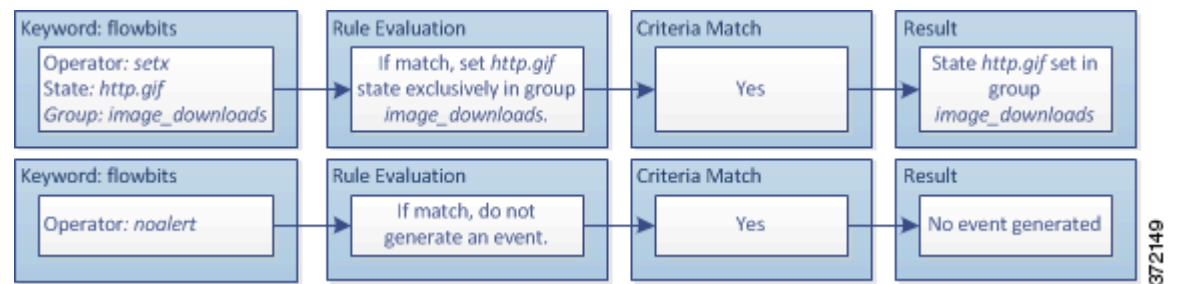 Keyword: flowbits
Operator: setx
State: http.gif
Group: image_downloads
Rule Evaluation
If match, set http.gif
state exclusively in group
image_downloads.
Criteria Match
Yes
Result
State http.gif set in
group
image_downloads
Keyword: flowbits
Operator: noalert
Rule Evaluation
If match, do not
generate an event.
Criteria Match
Yes
Result
No event generated
372149